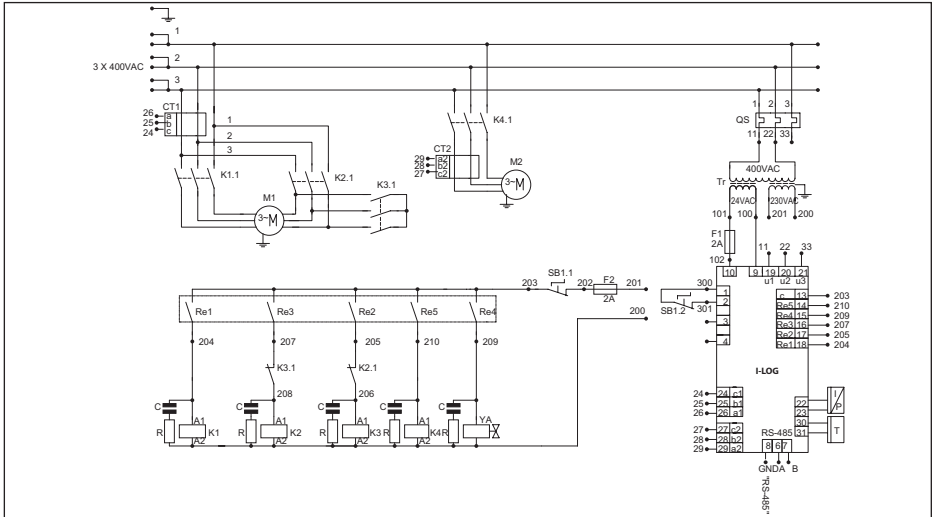 1
2
3 X 400VAC
3
CT1
26 a
25 b
24 c
1
2
3
K1.1
K2.1
K3.1
M1
3~M
K4.1
CT2
29 a2
28 b2
27 c2
M2
3~M
1 2 3
QS
11 22 33
400VAC
Tr
24VAC 230VAC
101 100 201 200
F1
2A
102
11 22 33
10 9 19 20 21
u1 u2 u3
203 SB1.1 202 F2 201
2A
200
300
SB1.2 301
1
2
3
4
c 13 203
Re5 14 210
Re4 15 209
Re3 16 207
Re2 17 205
Re1 18 204
I-LOG
Re1 Re3 Re2 Re5 Re4
204 207 205 210 209
K3.1 K2.1
208 206
C C C C C
A1 A1 A1 A1 YA
R K1 R K2 R K3 R K4 R
A2 A2 A2 A2
24 24 c1
25 25 b1
26 26 a1
27 27 c2
28 28 b2
29 29 a2
22
23
30
31
I/P
T
RS-485
8 6 7
GND A B
"RS-485"